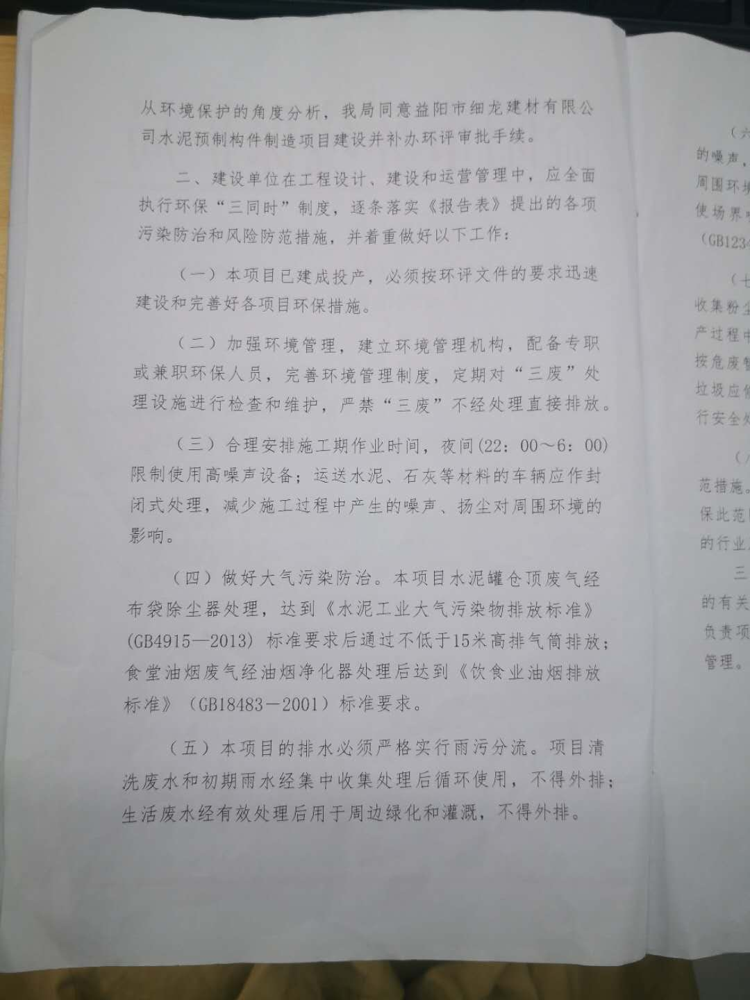 从环境保护的角度分析，我局同意益阳市细龙建材有限公
司水泥预制构件制造项目建设并补办环评审批手续。
二、建设单位在工程设计、建设和运营管理中，应全面
执行环保“三同时”制度，逐条落实《报告表》提出的各项
污染防治和风险防范措施，并着重做好以下工作：
（一）本项目已建成投产，必须按环评文件的要求迅速
建设和完善好各项目环保措施。
（二）加强环境管理，建立环境管理机构，配备专职
或兼职环保人员，完善环境管理制度，定期对“三废”处
理设施进行检查和维护，严禁“三废”不经处理直接排放。
（三）合理安排施工期作业时间，夜间(22：00～6：00)
限制使用高噪声设备；运送水泥、石灰等材料的车辆应作封
闭式处理，减少施工过程中产生的噪声、扬尘对周围环境的
影响。
（四）做好大气污染防治。本项目水泥罐仓顶废气经
布袋除尘器处理，达到《水泥工业大气污染物排放标准》
(GB4915—2013) 标准要求后通过不低于15米高排气筒排放；
食堂油烟废气经油烟净化器处理后达到《饮食业油烟排放
标准》（GB18483－2001）标准要求。
（五）本项目的排水必须严格实行雨污分流。项目清
洗废水和初期雨水经集中收集处理后循环使用，不得外排；
生活废水经有效处理后用于周边绿化和灌溉，不得外排。
（六
的噪声，
周围环境
使场界
（GB1234
（七
收集粉尘
产过程中
按危废暂
垃圾应
行安全处
（八
范措施。
保此范围
的行业
三
的有关
负责项
管理。